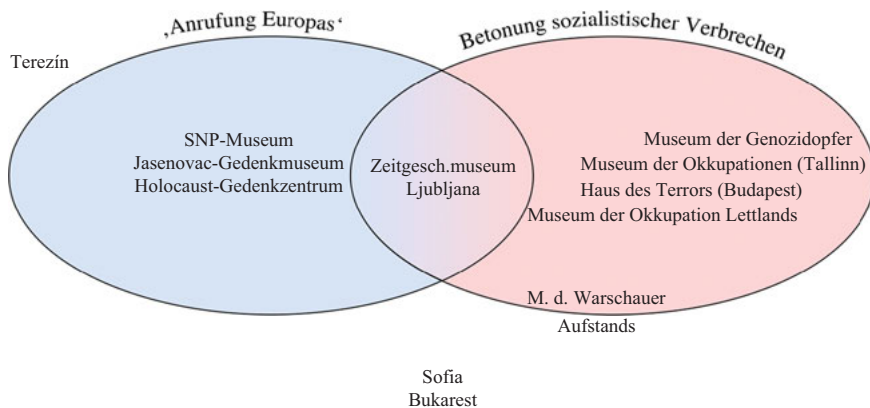 ‚Anrufung Europas‘
Betonung sozialistischer Verbrechen
Terezín
SNP-Museum
Jasenovac-Gedenkmuseum
Holocaust-Gedenkzentrum
Zeitgesch.museum
Ljubljana
Museum der Genozidopfer
Museum der Okkupationen (Tallinn)
Haus des Terrors (Budapest)
Museum der Okkupation Lettlands
M. d. Warschauer
Aufstands
Sofia
Bukarest